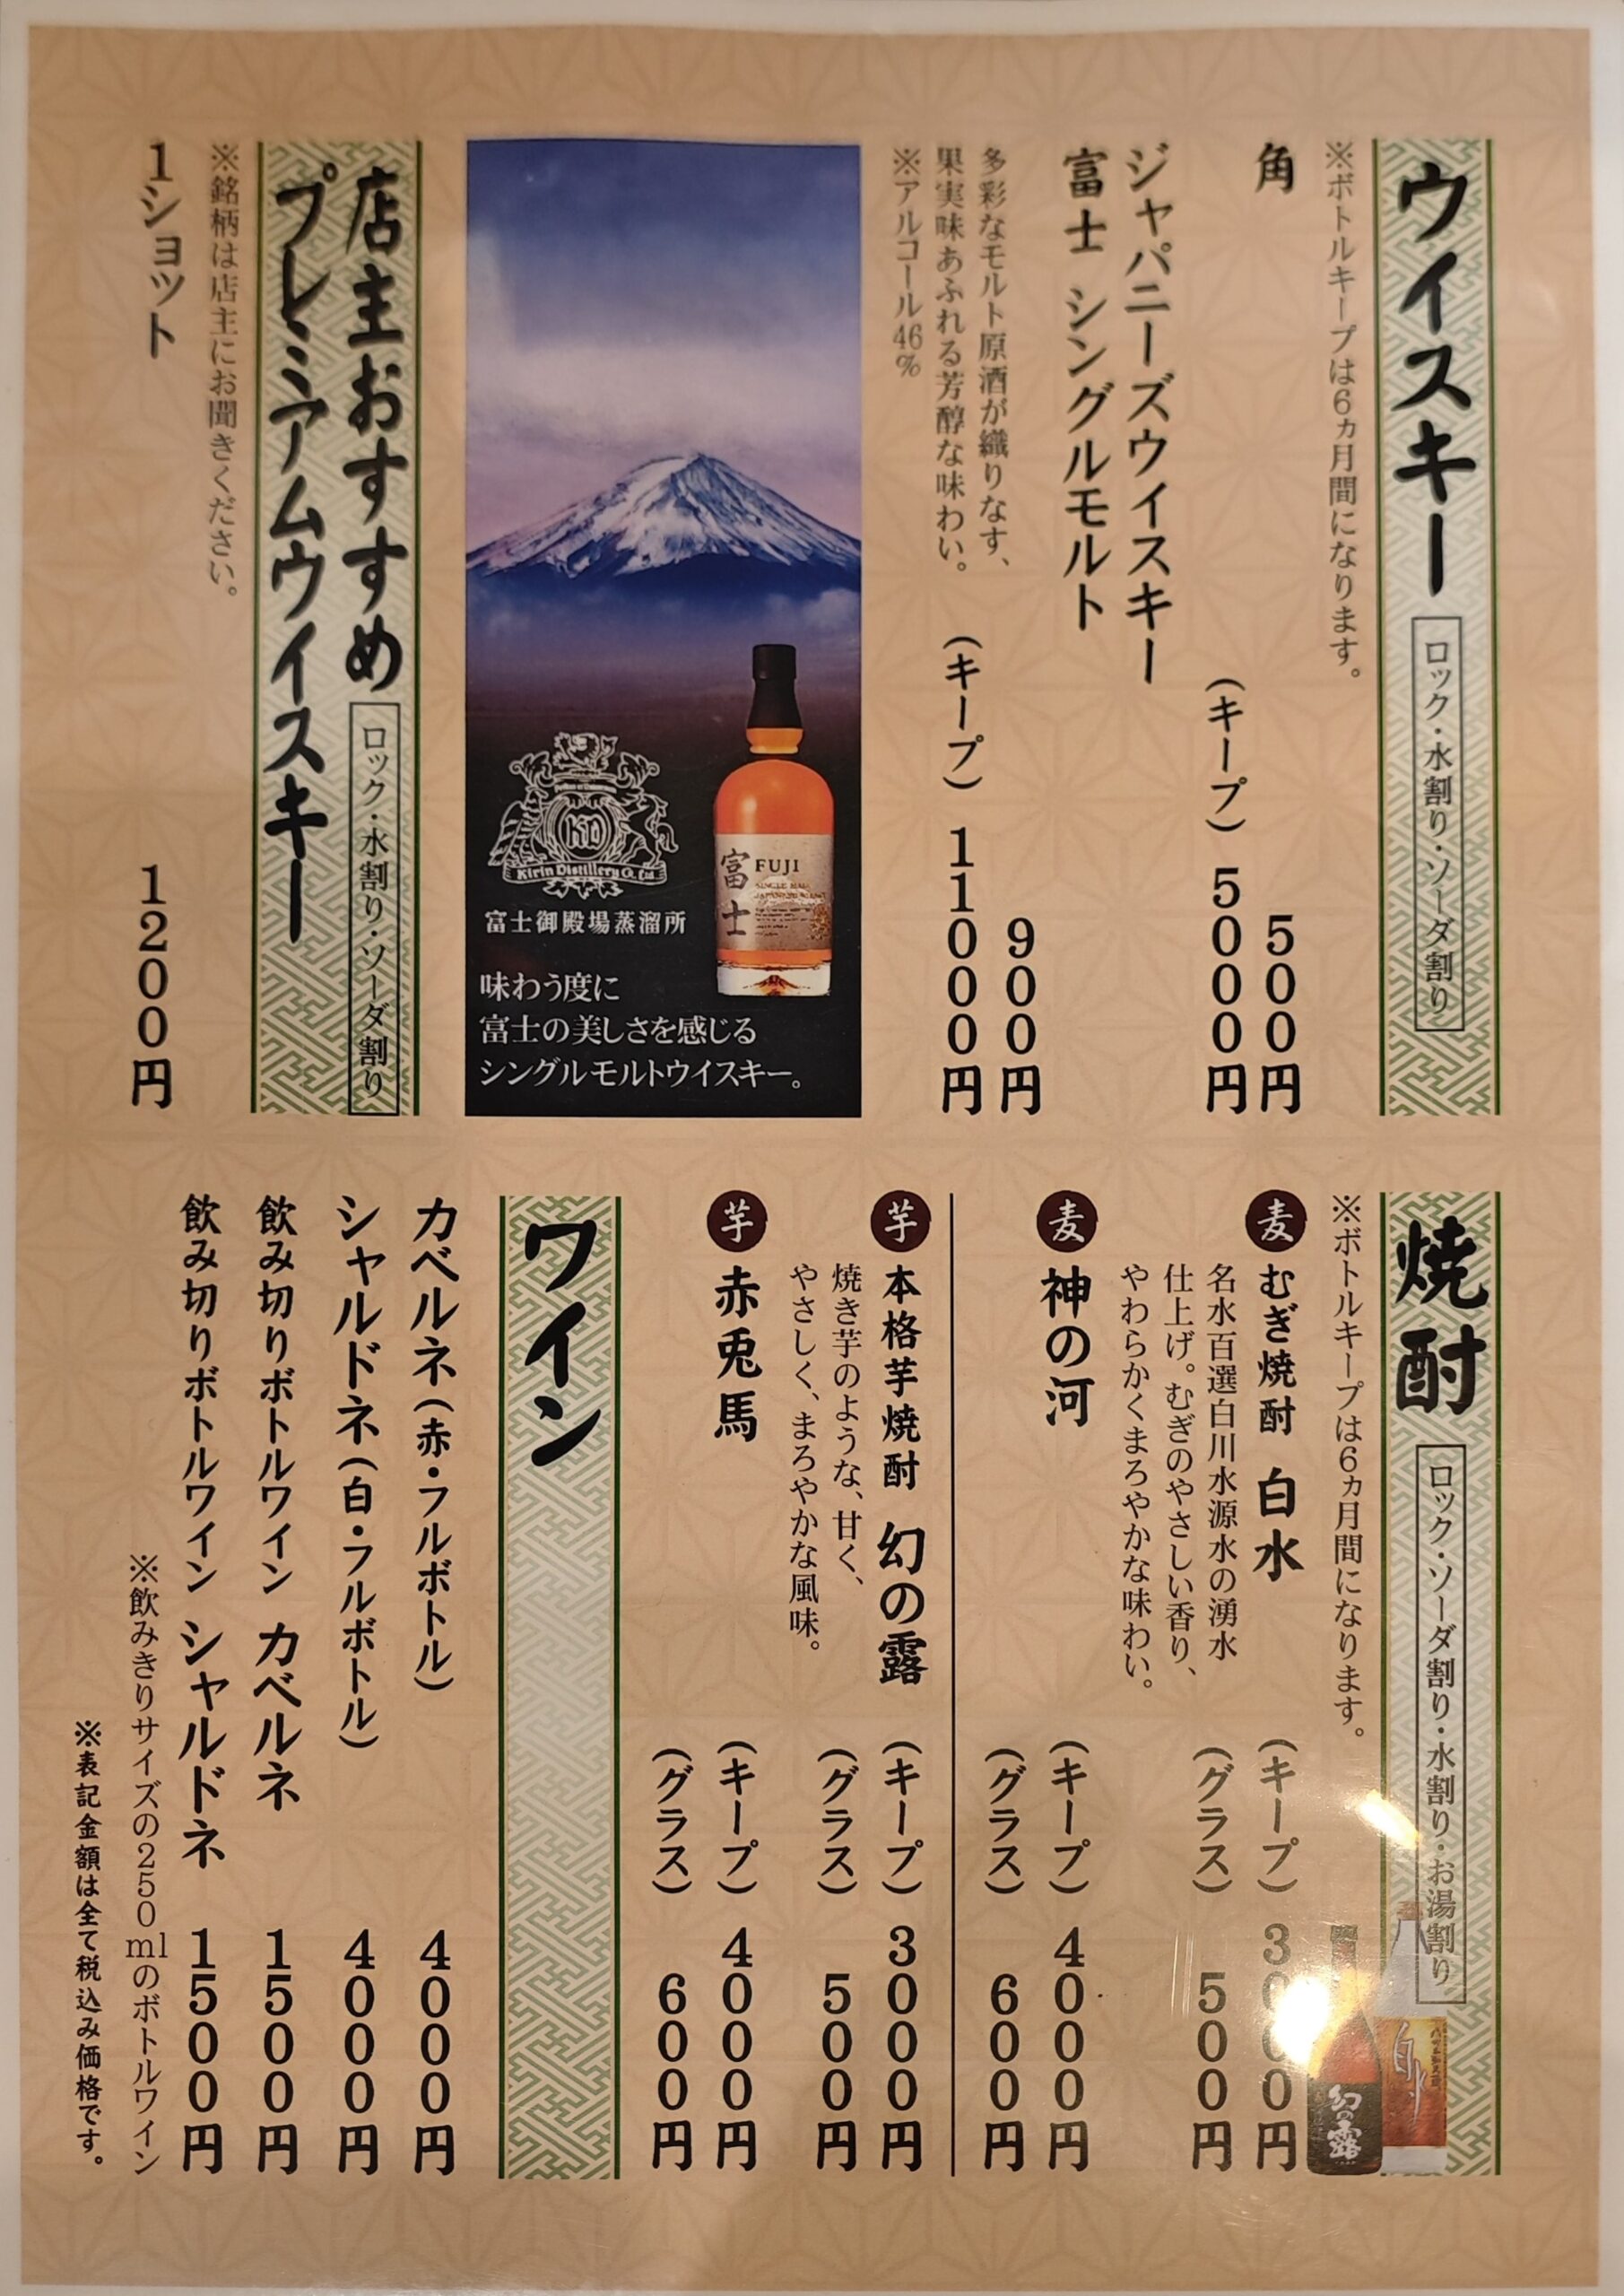 ウイスキー
ロック・水割り・ソーダ割り
※ボトルキープは6ヵ月間になります。
角
500円
(キープ) 5000円
ジャパニーズウイスキー
富士 シングルモルト
900円
多彩なモルト原酒が織りなす、
果実味あふれる芳醇な味わい。
(キープ) 11000円
※アルコール46%
KD
Kirin Distillery Co. Ltd.
富士御殿場蒸溜所
富士
FUJI
SINGLE MALT
味わう度に
富士の美しさを感じる
シングルモルトウイスキー。
店主おすすめ
プレミアムウイスキー
ロック・水割り・ソーダ割り
※銘柄は店主にお聞きください。
1ショット 1200円
焼酎
ロック・ソーダ割り・水割り・お湯割り
※ボトルキープは6ヵ月間になります。
白水
幻の露
麦 むぎ焼酎 白水
(キープ) 3000円
名水百選白川水源水の湧水
仕上げ。むぎのやさしい香り、
やわらかくまろやかな味わい。
(グラス) 500円
麦 神の河
(キープ) 4000円
(グラス) 600円
芋 本格芋焼酎 幻の露
(キープ) 3000円
焼き芋のような、甘く、
やさしく、まろやかな風味。
(グラス) 500円
芋 赤兎馬
(キープ) 4000円
(グラス) 600円
ワイン
カベルネ(赤・フルボトル) 4000円
シャルドネ(白・フルボトル) 4000円
飲み切りボトルワイン カベルネ 1500円
飲み切りボトルワイン シャルドネ 1500円
※飲みきりサイズの250mlのボトルワイン
※表記金額は全て税込み価格です。